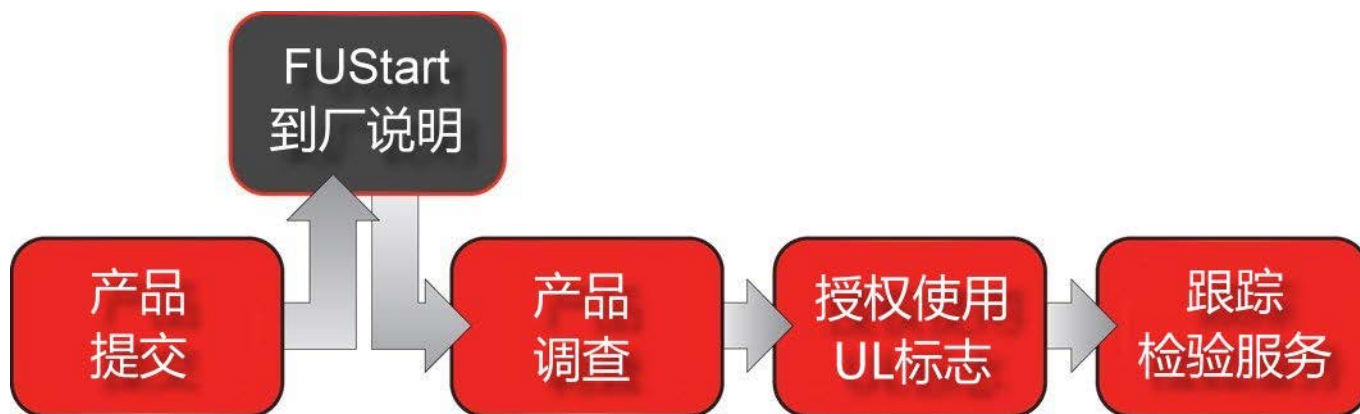 FUStart
到厂说明
产品
提交
产品
调查
授权使用
UL标志
跟踪
检验服务